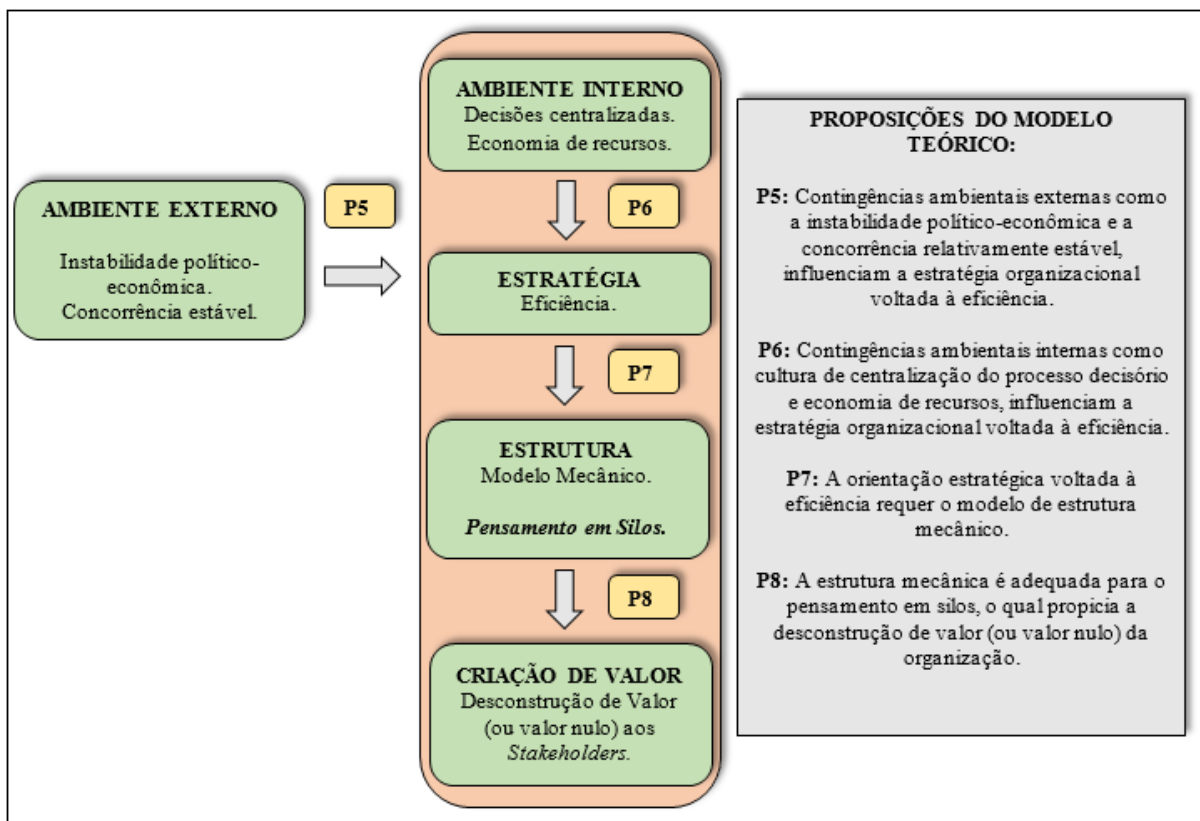 AMBIENTE EXTERNO
Instabilidade político-
econômica.
Concorrência estável.
P5
AMBIENTE INTERNO
Decisões centralizadas.
Economia de recursos.
P6
ESTRATÉGIA
Eficiência.
P7
ESTRUTURA
Modelo Mecânico.
Pensamento em Silos.
P8
CRIAÇÃO DE VALOR
Desconstrução de Valor
(ou valor nulo) aos
Stakeholders.
PROPOSIÇÕES DO MODELO
TEÓRICO:
P5: Contingências ambientais externas como
a instabilidade político-econômica e a
concorrência relativamente estável,
influenciam a estratégia organizacional
voltada à eficiência.
P6: Contingências ambientais internas como
cultura de centralização do processo decisório
e economia de recursos, influenciam a
estratégia organizacional voltada à eficiência.
P7: A orientação estratégica voltada à
eficiência requer o modelo de estrutura
mecânico.
P8: A estrutura mecânica é adequada para o
pensamento em silos, o qual propicia a
desconstrução de valor (ou valor nulo) da
organização.